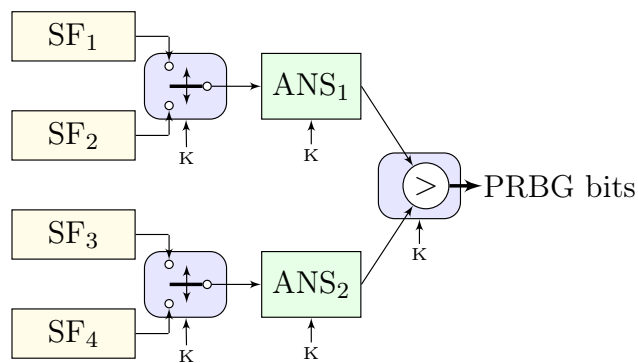 SF₁
SF₂
K
ANS₁
K
>
PRBG bits
K
SF₃
SF₄
K
ANS₂
K